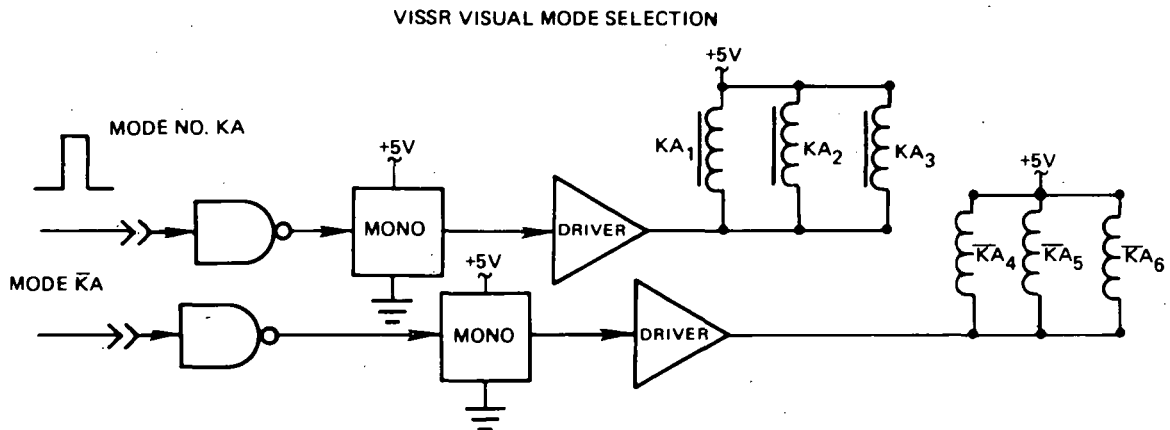 VISSR VISUAL MODE SELECTION
+5V
MODE NO. KA
KA₁
KA₂
KA₃
+5V
+5V
MONO
DRIVER
K̅A₄
K̅A₅
K̅A₆
MODE K̅A
+5V
MONO
DRIVER